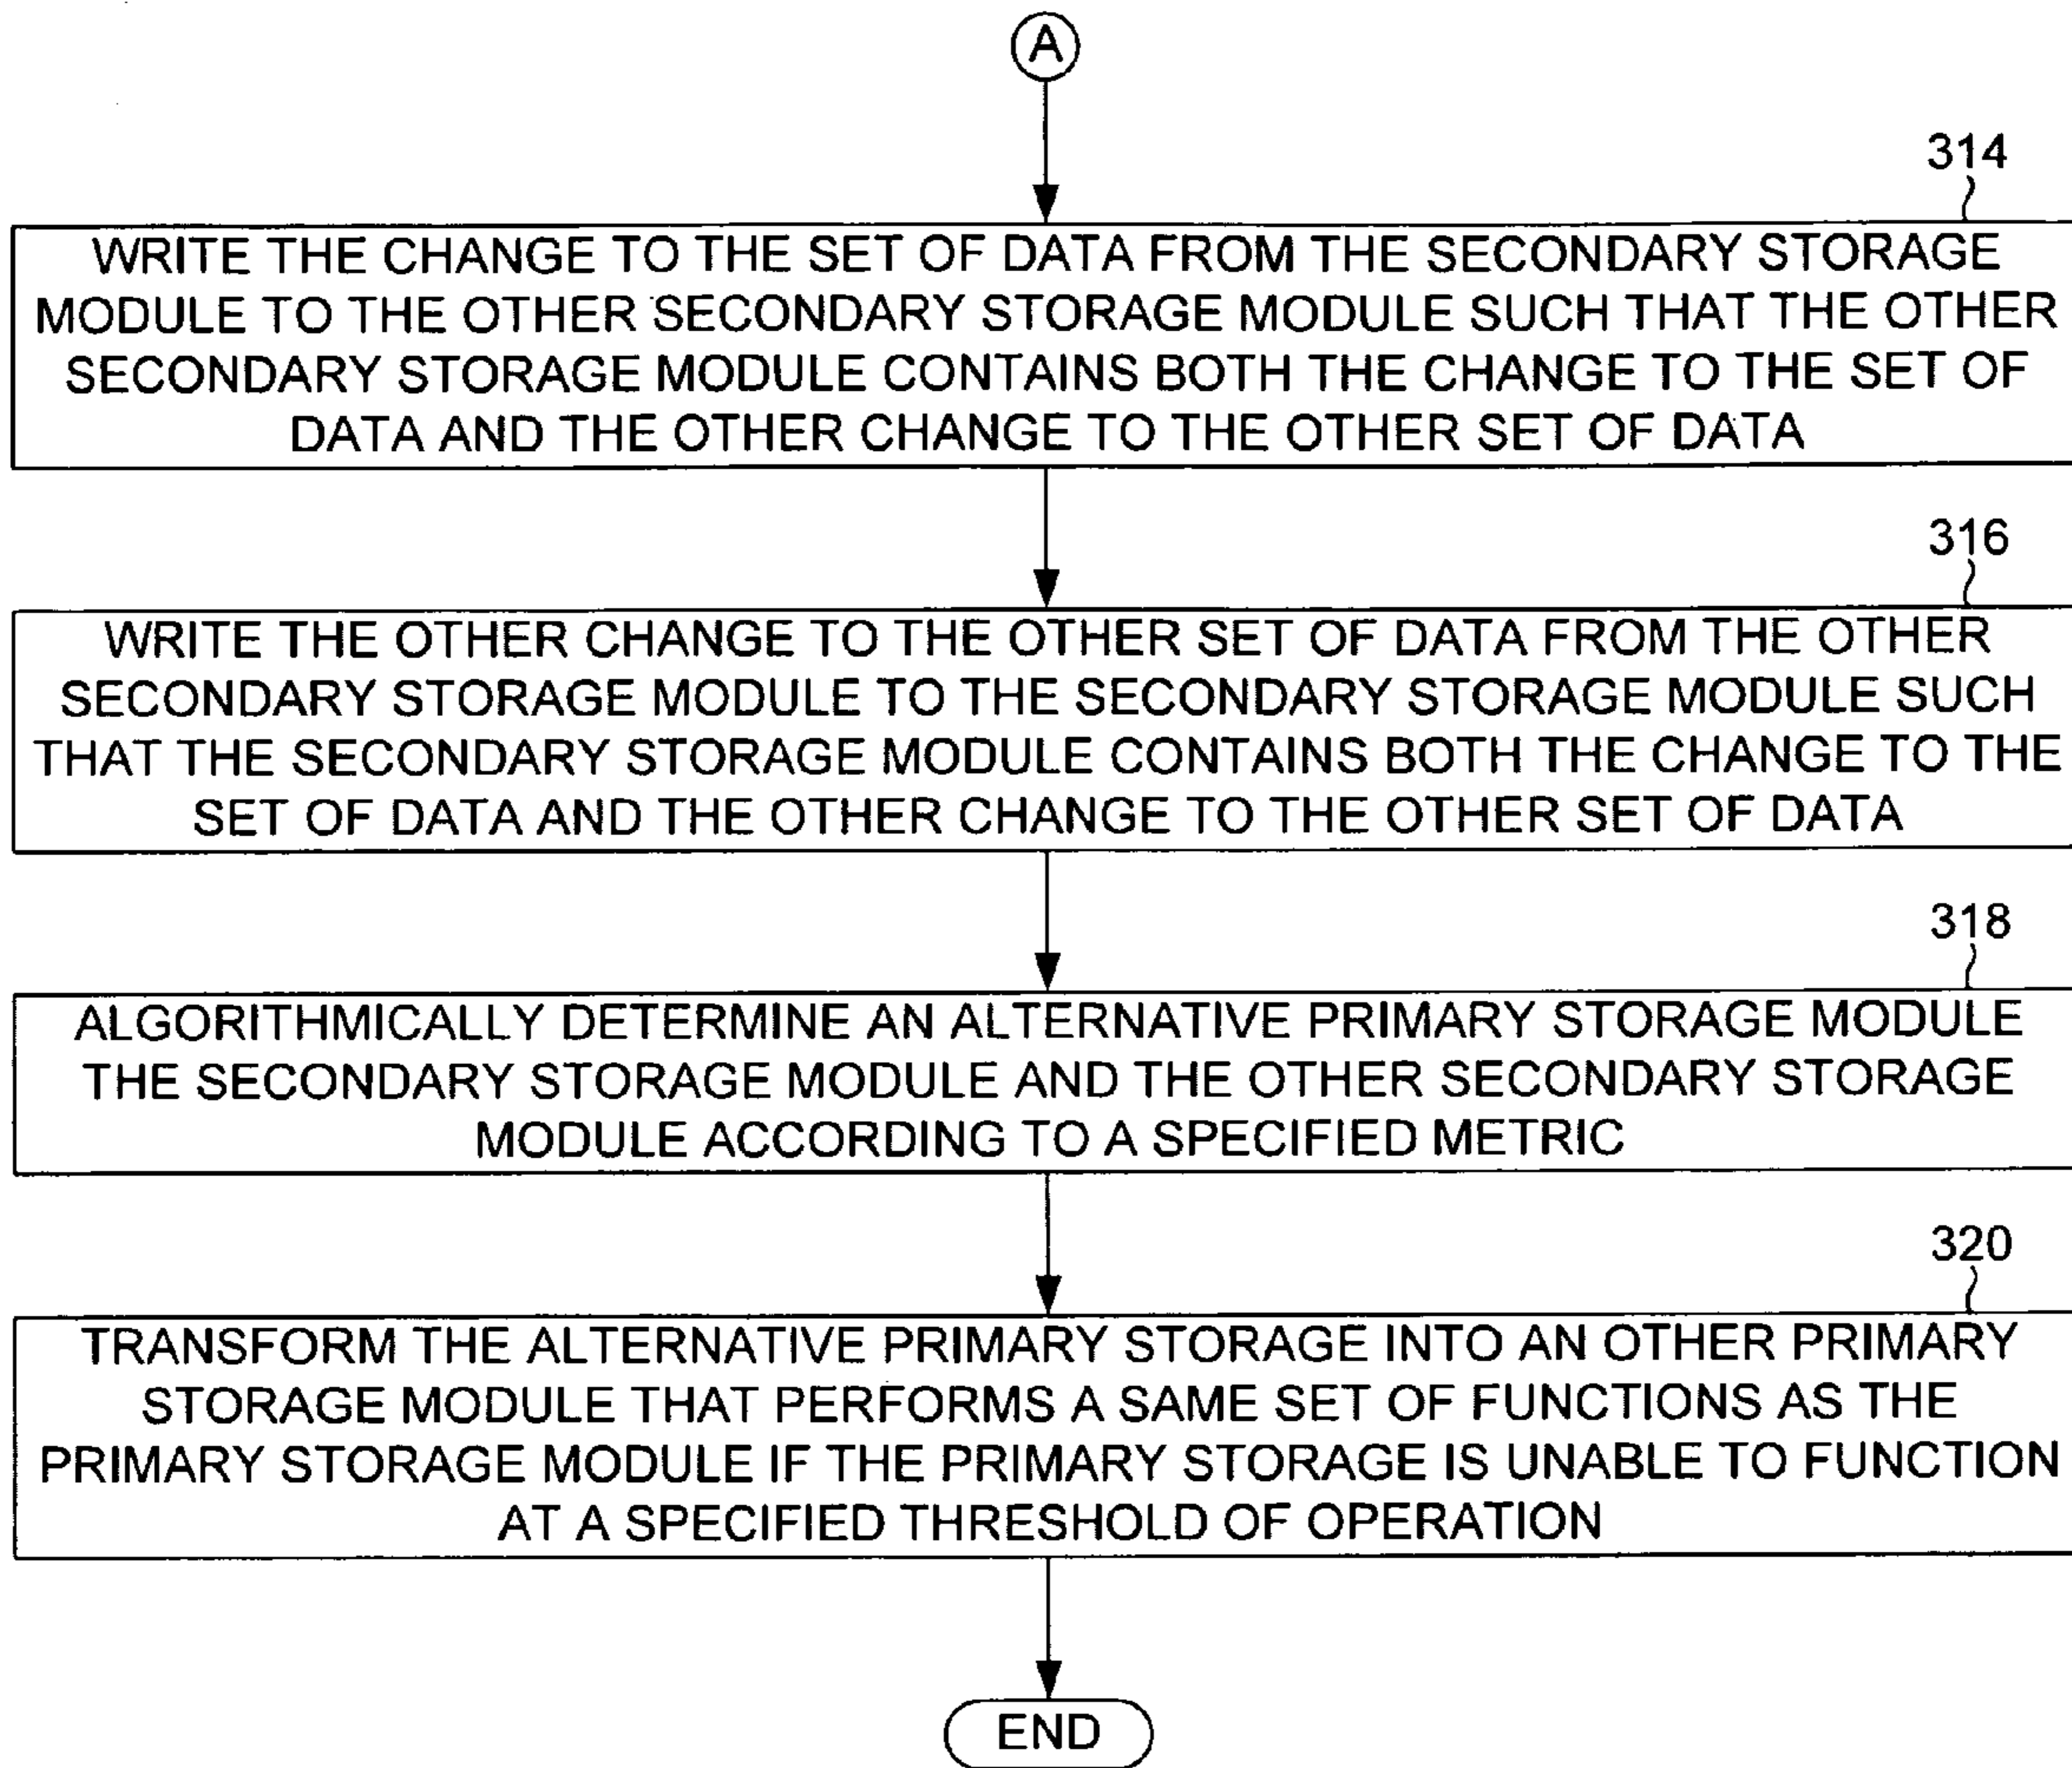 A
314
WRITE THE CHANGE TO THE SET OF DATA FROM THE SECONDARY STORAGE
MODULE TO THE OTHER SECONDARY STORAGE MODULE SUCH THAT THE OTHER
SECONDARY STORAGE MODULE CONTAINS BOTH THE CHANGE TO THE SET OF
DATA AND THE OTHER CHANGE TO THE OTHER SET OF DATA
316
WRITE THE OTHER CHANGE TO THE OTHER SET OF DATA FROM THE OTHER
SECONDARY STORAGE MODULE TO THE SECONDARY STORAGE MODULE SUCH
THAT THE SECONDARY STORAGE MODULE CONTAINS BOTH THE CHANGE TO THE
SET OF DATA AND THE OTHER CHANGE TO THE OTHER SET OF DATA
318
ALGORITHMICALLY DETERMINE AN ALTERNATIVE PRIMARY STORAGE MODULE
THE SECONDARY STORAGE MODULE AND THE OTHER SECONDARY STORAGE
MODULE ACCORDING TO A SPECIFIED METRIC
320
TRANSFORM THE ALTERNATIVE PRIMARY STORAGE INTO AN OTHER PRIMARY
STORAGE MODULE THAT PERFORMS A SAME SET OF FUNCTIONS AS THE
PRIMARY STORAGE MODULE IF THE PRIMARY STORAGE IS UNABLE TO FUNCTION
AT A SPECIFIED THRESHOLD OF OPERATION
END